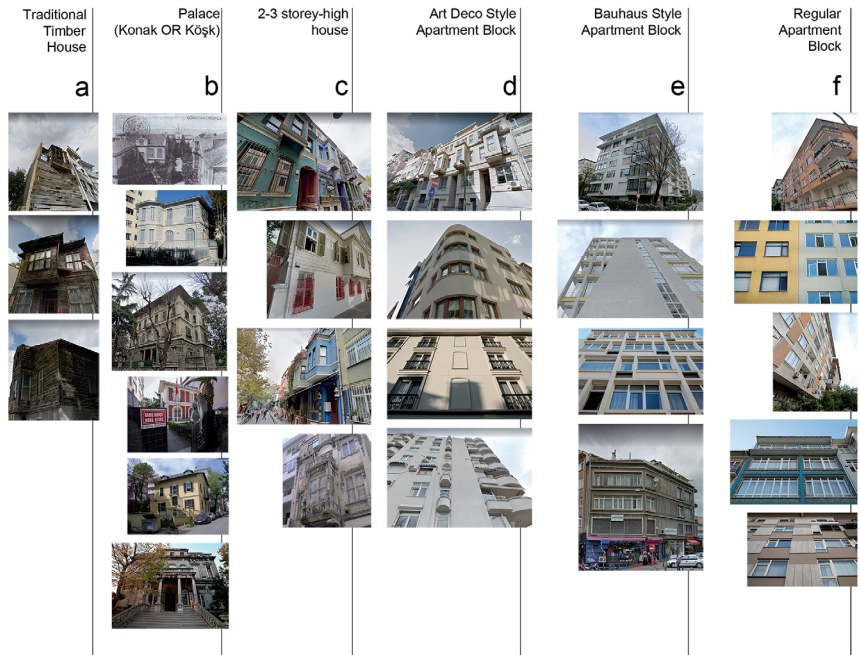 Traditional
Timber
House
a
Palace
(Konak OR Köşk)
b
2-3 storey-high
house
c
Art Deco Style
Apartment Block
d
Bauhaus Style
Apartment Block
e
Regular
Apartment
Block
f